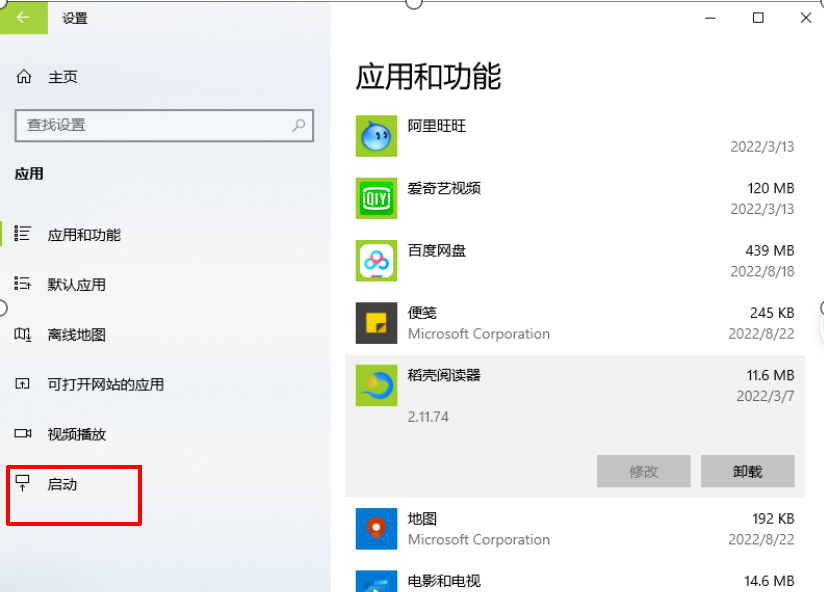 设置
主页
查找设置
应用
应用和功能
默认应用
离线地图
可打开网站的应用
视频播放
启动
应用和功能
阿里旺旺
2022/3/13
QIYI
爱奇艺视频
120 MB
2022/3/13
百度网盘
439 MB
2022/8/18
便笺
245 KB
Microsoft Corporation
2022/8/22
稻壳阅读器
11.6 MB
2022/3/7
2.11.74
修改
卸载
地图
192 KB
Microsoft Corporation
2022/8/22
电影和电视
14.6 MB